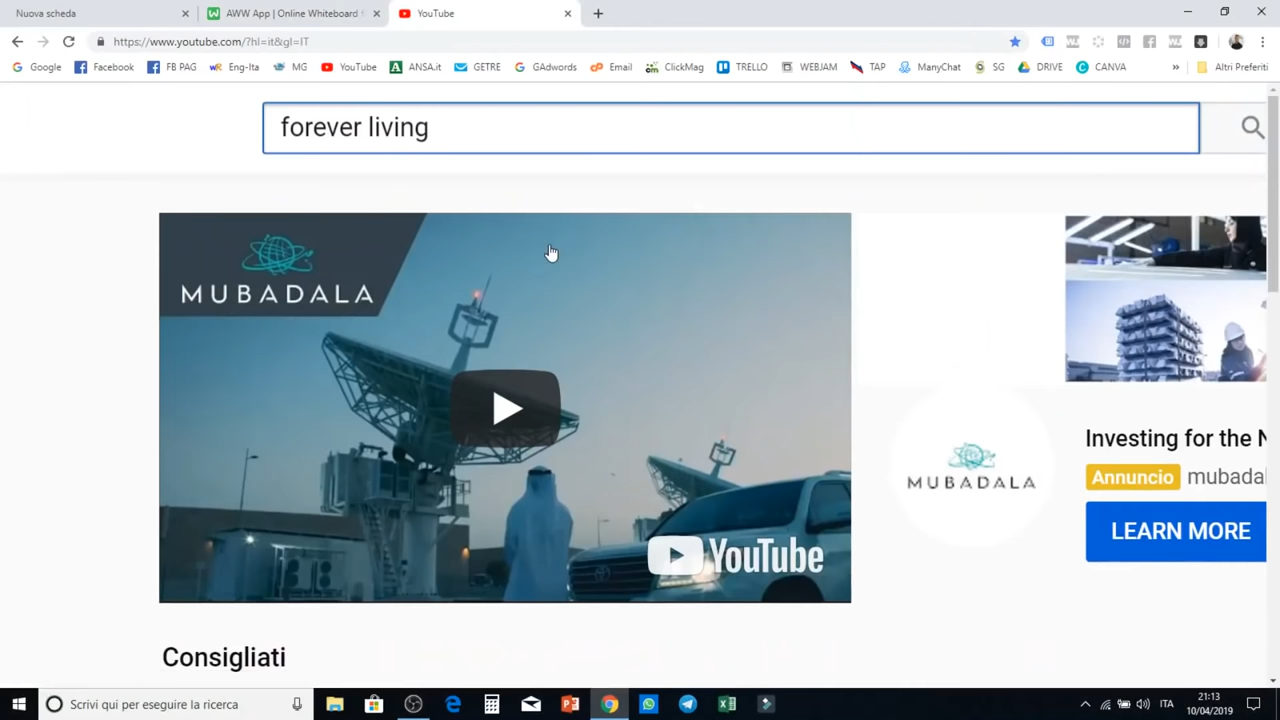 Nuova scheda
AWW App | Online Whiteboard
YouTube
https://www.youtube.com/?hl=it&gl=IT
Google Facebook FB PAG Eng-Ita MG YouTube ANSA.it GETRE GAdwords Email ClickMag TRELLO WEBJAM TAP ManyChat SG DRIVE CANVA » Altri Preferiti
forever living
MUBADALA
YouTube
MUBADALA
Investing for the N
Annuncio mubadal
LEARN MORE
Consigliati
Scrivi qui per eseguire la ricerca
ITA
21:13
10/04/2019